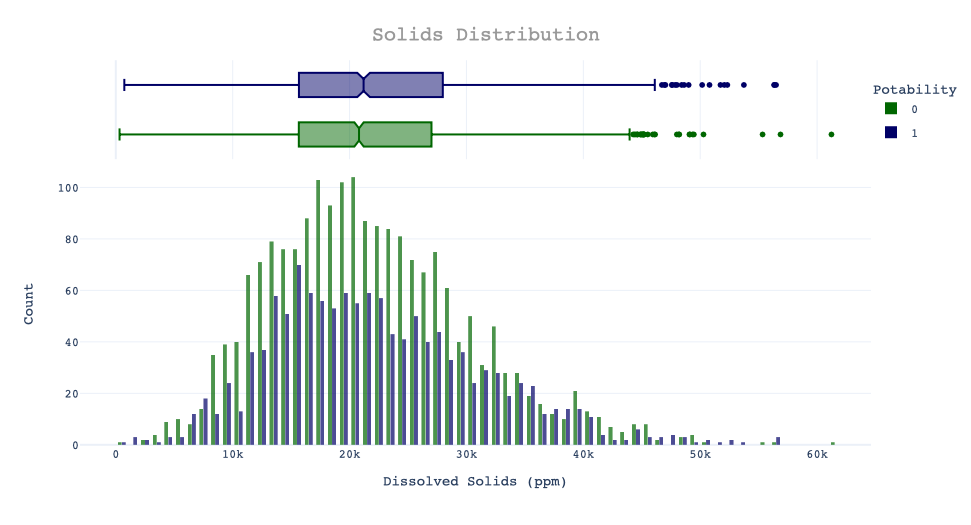 Solids Distribution
Potability
0
1
100
80
60
40
20
0
Count
0 10k 20k 30k 40k 50k 60k
Dissolved Solids (ppm)